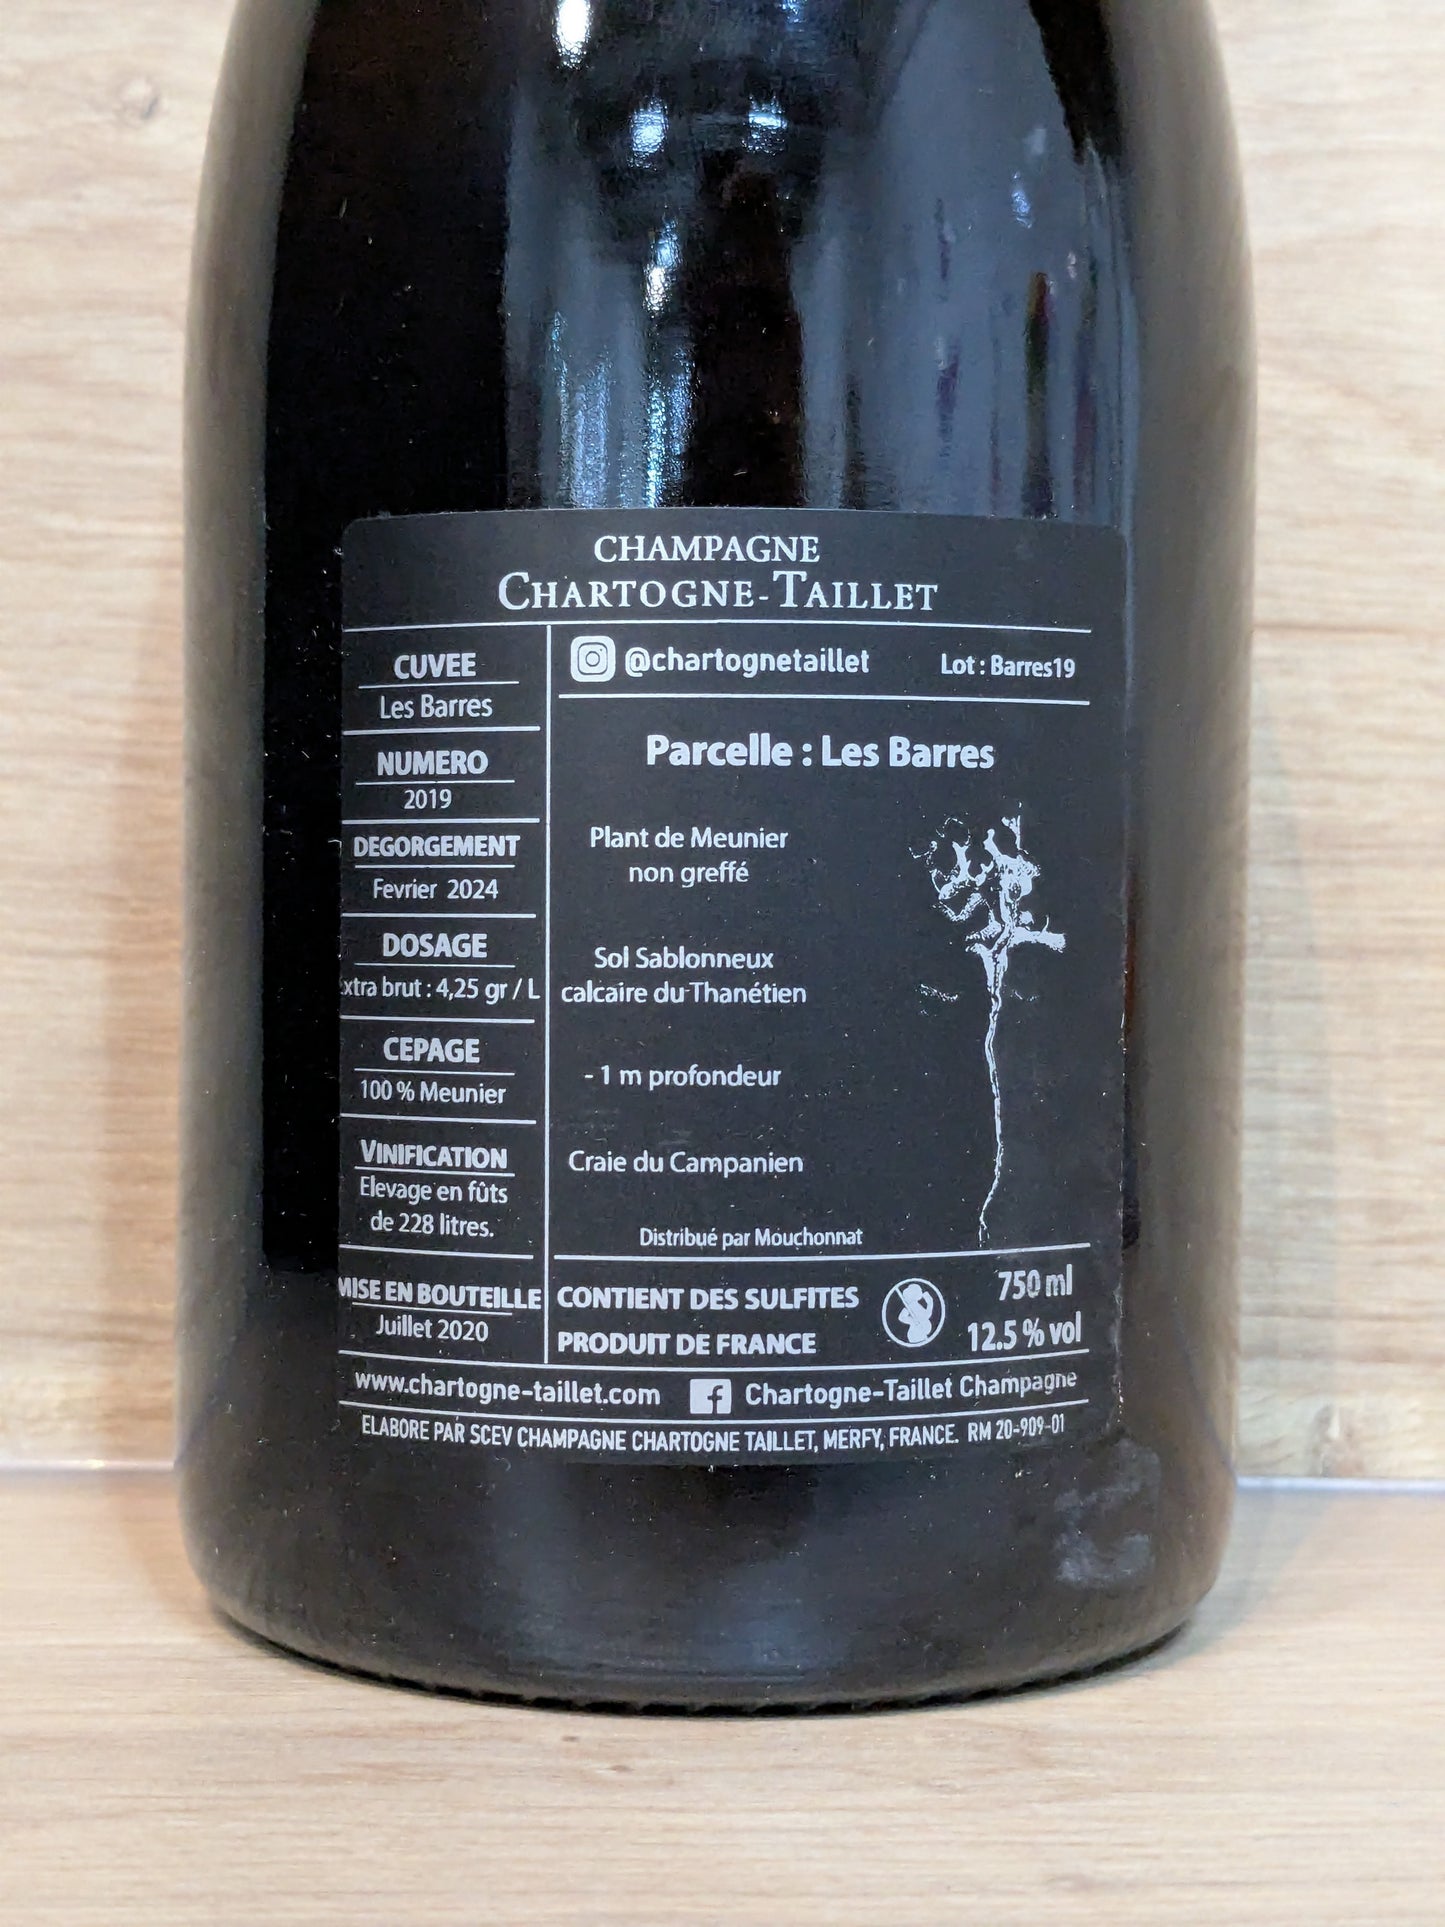 CHAMPAGNE
CHARTOGNE-TAILLET
CUVEE
Les Barres
NUMERO
2019
DEGORGEMENT
Fevrier 2024
DOSAGE
xtra brut : 4,25 gr / L
CEPAGE
100 % Meunier
VINIFICATION
Elevage en fûts
de 228 litres.
MISE EN BOUTEILLE
Juillet 2020
@chartognetaillet
Lot : Barres19
Parcelle : Les Barres
Plant de Meunier
non greffé
Sol Sablonneux
calcaire du Thanétien
- 1 m profondeur
Craie du Campanien
Distribué par Mouchonnat
CONTIENT DES SULFITES
PRODUIT DE FRANCE
750 ml
12.5 % vol
www.chartogne-taillet.com
Chartogne-Taillet Champagne
ELABORE PAR SCEV CHAMPAGNE CHARTOGNE TAILLET, MERFY, FRANCE. RM 20-909-01